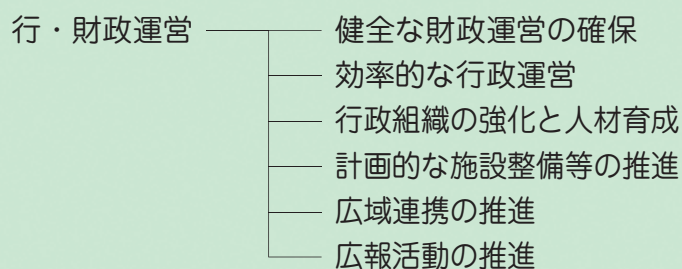 行・財政運営
健全な財政運営の確保
効率的な行政運営
行政組織の強化と人材育成
計画的な施設整備等の推進
広域連携の推進
広報活動の推進